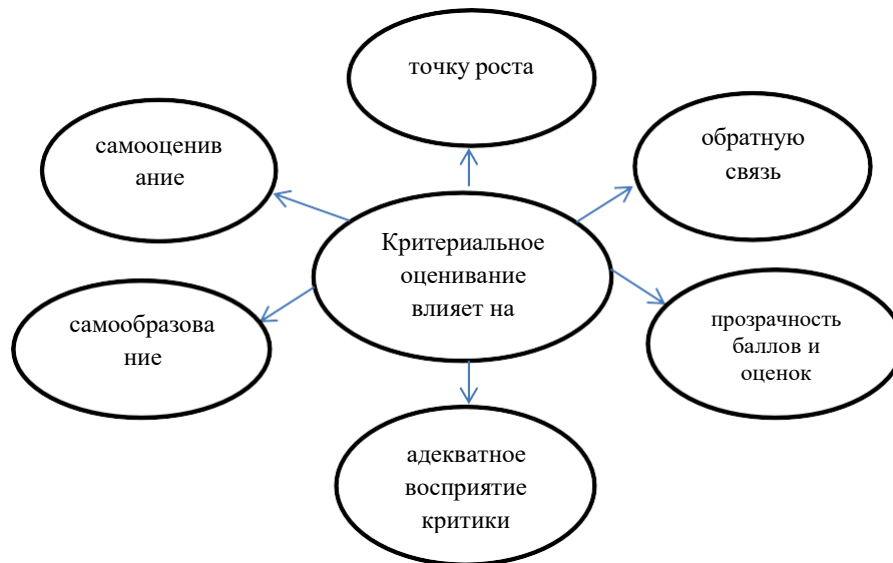 точку роста
самооценив
ание
обратную
связь
Критериальное
оценивание
влияет на
самообразова
ние
прозрачность
баллов и
оценок
адекватное
восприятие
критики